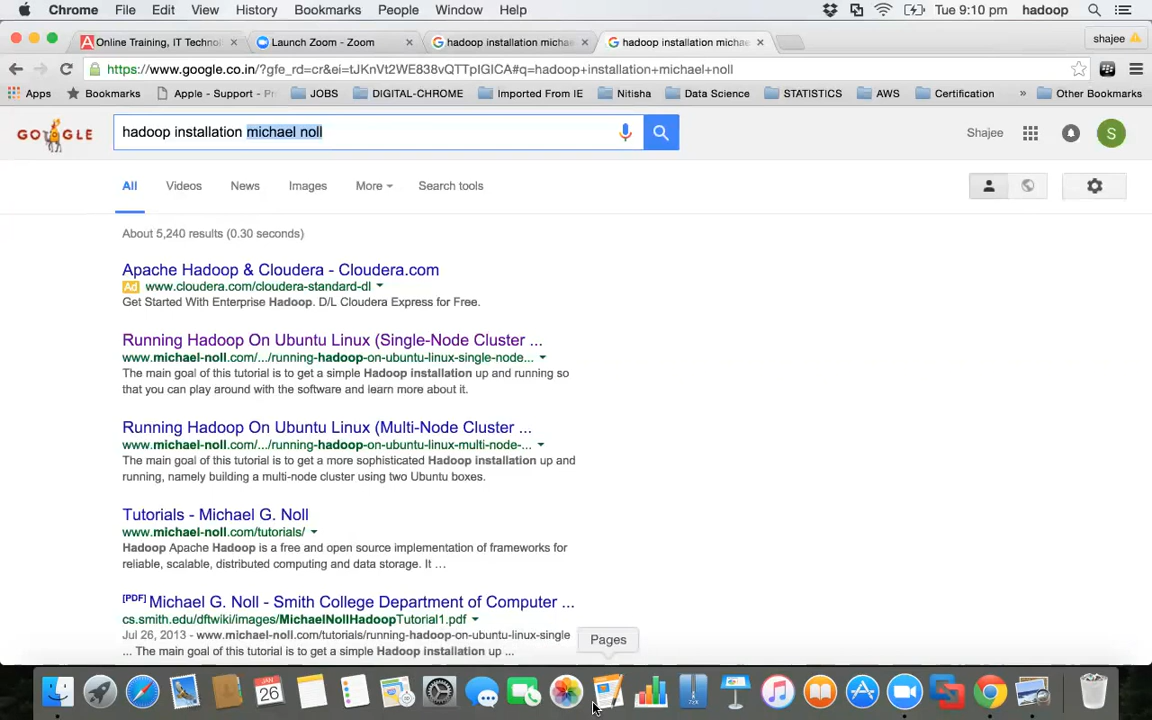 Chrome File Edit View History Bookmarks People Window Help Tue 9:10 pm hadoop
Online Training, IT Techno Launch Zoom - Zoom hadoop installation micha hadoop installation michae shajee
https://www.google.co.in/?gfe_rd=cr&ei=tJKnVt2WE838vQTTpIGICA#q=hadoop+installation+michael+noll
Apps Bookmarks Apple - Support - Pr JOBS DIGITAL-CHROME Imported From IE Nitisha Data Science STATISTICS AWS Certification » Other Bookmarks
GOOGLE hadoop installation michael noll Shajee S
All Videos News Images More Search tools
About 5,240 results (0.30 seconds)
Apache Hadoop & Cloudera - Cloudera.com
Ad www.cloudera.com/cloudera-standard-dl
Get Started With Enterprise Hadoop. D/L Cloudera Express for Free.
Running Hadoop On Ubuntu Linux (Single-Node Cluster ...
www.michael-noll.com/.../running-hadoop-on-ubuntu-linux-single-node...
The main goal of this tutorial is to get a simple Hadoop installation up and running so
that you can play around with the software and learn more about it.
Running Hadoop On Ubuntu Linux (Multi-Node Cluster ...
www.michael-noll.com/.../running-hadoop-on-ubuntu-linux-multi-node-...
The main goal of this tutorial is to get a more sophisticated Hadoop installation up and
running, namely building a multi-node cluster using two Ubuntu boxes.
Tutorials - Michael G. Noll
www.michael-noll.com/tutorials/
Hadoop Apache Hadoop is a free and open source implementation of frameworks for
reliable, scalable, distributed computing and data storage. It ...
[PDF] Michael G. Noll - Smith College Department of Computer ...
cs.smith.edu/dftwiki/images/MichaelNollHadoopTutorial1.pdf
Jul 26, 2013 - www.michael-noll.com/tutorials/running-hadoop-on-ubuntu-linux-single
... The main goal of this tutorial is to get a simple Hadoop installation up ...
Pages
JAN
26